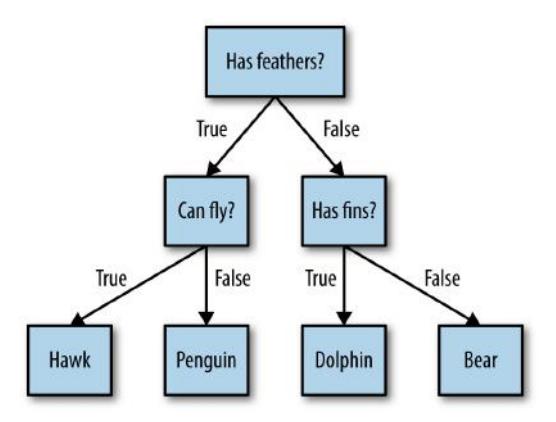 Has feathers?
True
False
Can fly?
Has fins?
True
False
True
False
Hawk
Penguin
Dolphin
Bear